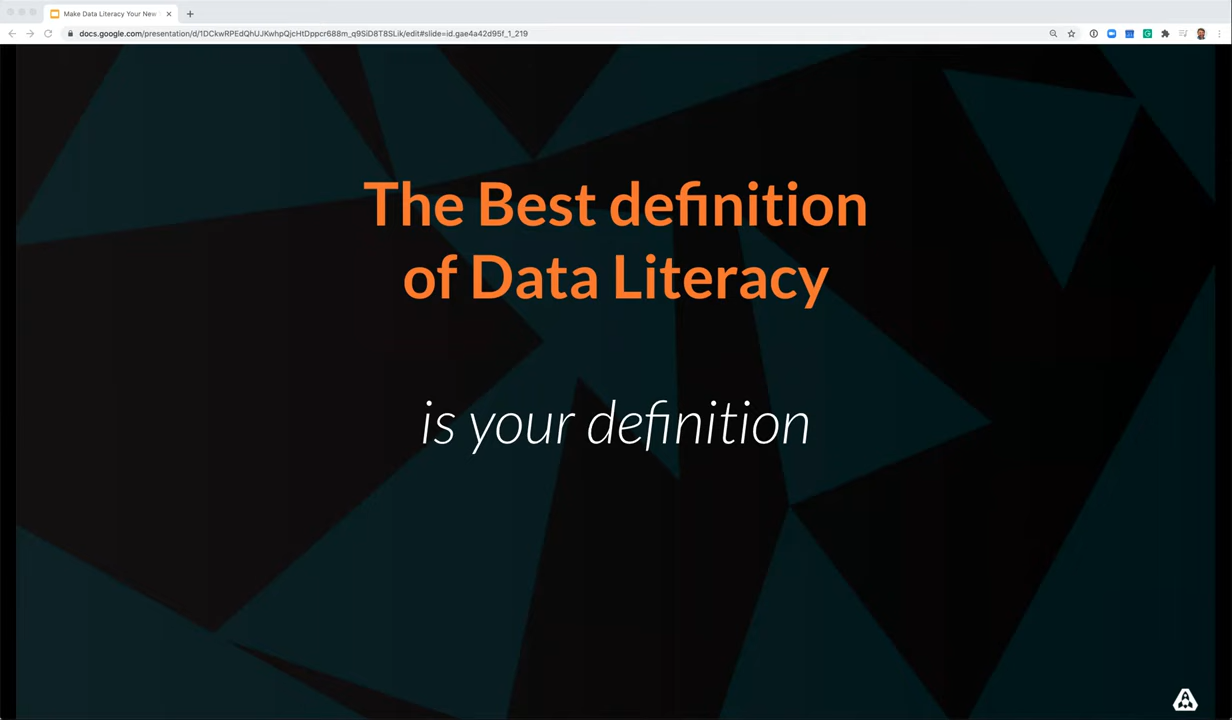 Make Data Literacy Your New
docs.google.com/presentation/d/1DCkwRPEdQhUJKwhpQjcHtDppcr688m_q9SiD8T8SLik/edit#slide=id.gae4a42d95f_1_219
The Best definition
of Data Literacy
is your definition